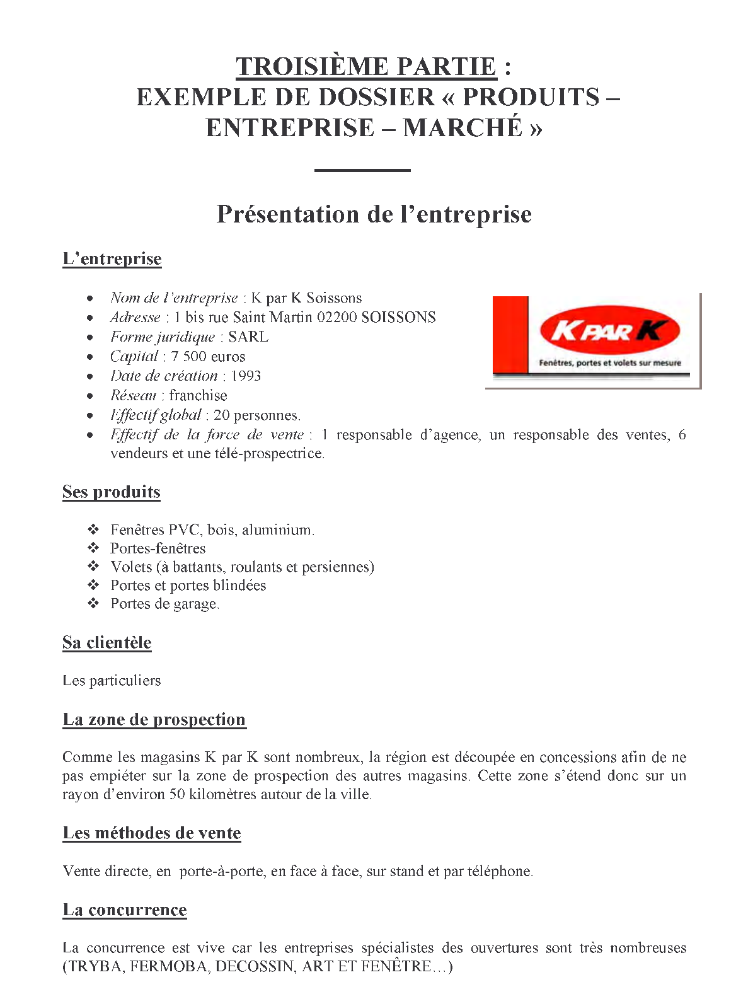 TROISIÈME PARTIE :
EXEMPLE DE DOSSIER « PRODUITS –
ENTREPRISE – MARCHÉ »
Présentation de l’entreprise
L’entreprise
• Nom de l’entreprise : K par K Soissons
• Adresse : 1 bis rue Saint Martin 02200 SOISSONS
• Forme juridique : SARL
• Capital : 7 500 euros
• Date de création : 1993
• Réseau : franchise
• Effectif global : 20 personnes.
• Effectif de la force de vente : 1 responsable d’agence, un responsable des ventes, 6
vendeurs et une télé-prospectrice.
K PAR K
Fenêtres, portes et volets sur mesure
Ses produits
❖ Fenêtres PVC, bois, aluminium.
❖ Portes-fenêtres
❖ Volets (à battants, roulants et persiennes)
❖ Portes et portes blindées
❖ Portes de garage.
Sa clientèle
Les particuliers
La zone de prospection
Comme les magasins K par K sont nombreux, la région est découpée en concessions afin de ne
pas empiéter sur la zone de prospection des autres magasins. Cette zone s’étend donc sur un
rayon d’environ 50 kilomètres autour de la ville.
Les méthodes de vente
Vente directe, en porte-à-porte, en face à face, sur stand et par téléphone.
La concurrence
La concurrence est vive car les entreprises spécialistes des ouvertures sont très nombreuses
(TRYBA, FERMOBA, DECOSSIN, ART ET FENÊTRE…)